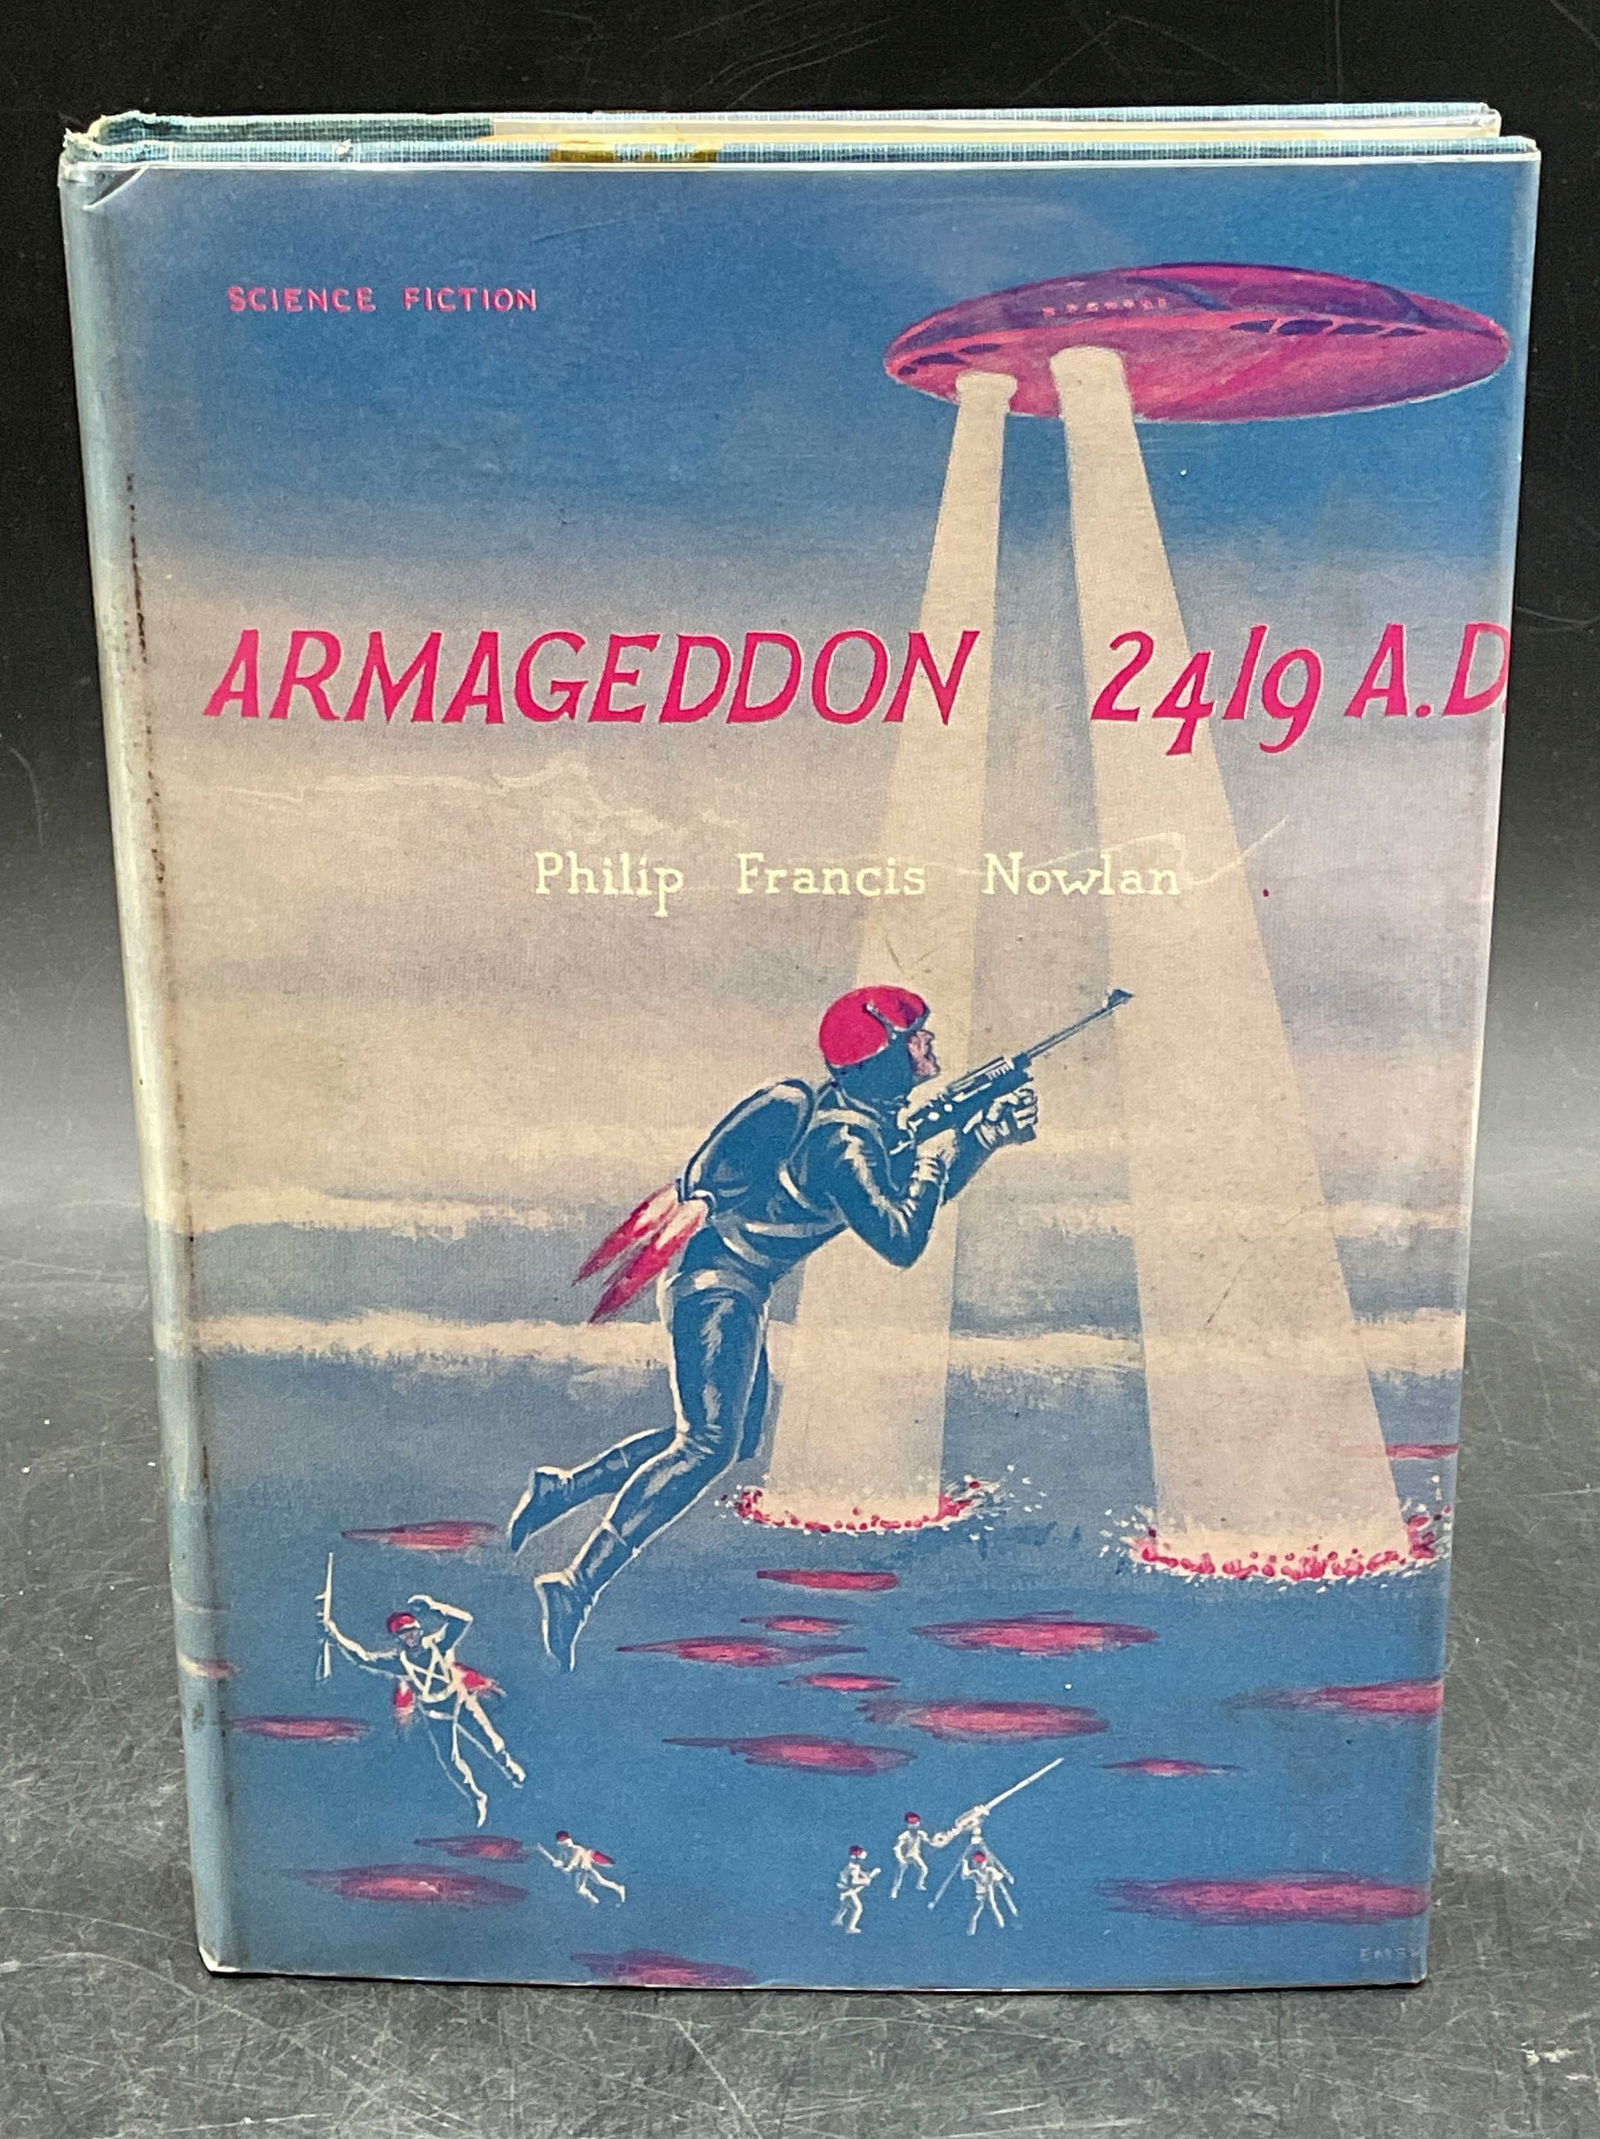 SCIENCE FICTION
ARMAGEDDON 2419 A.D.
Philip Francis Nowlan